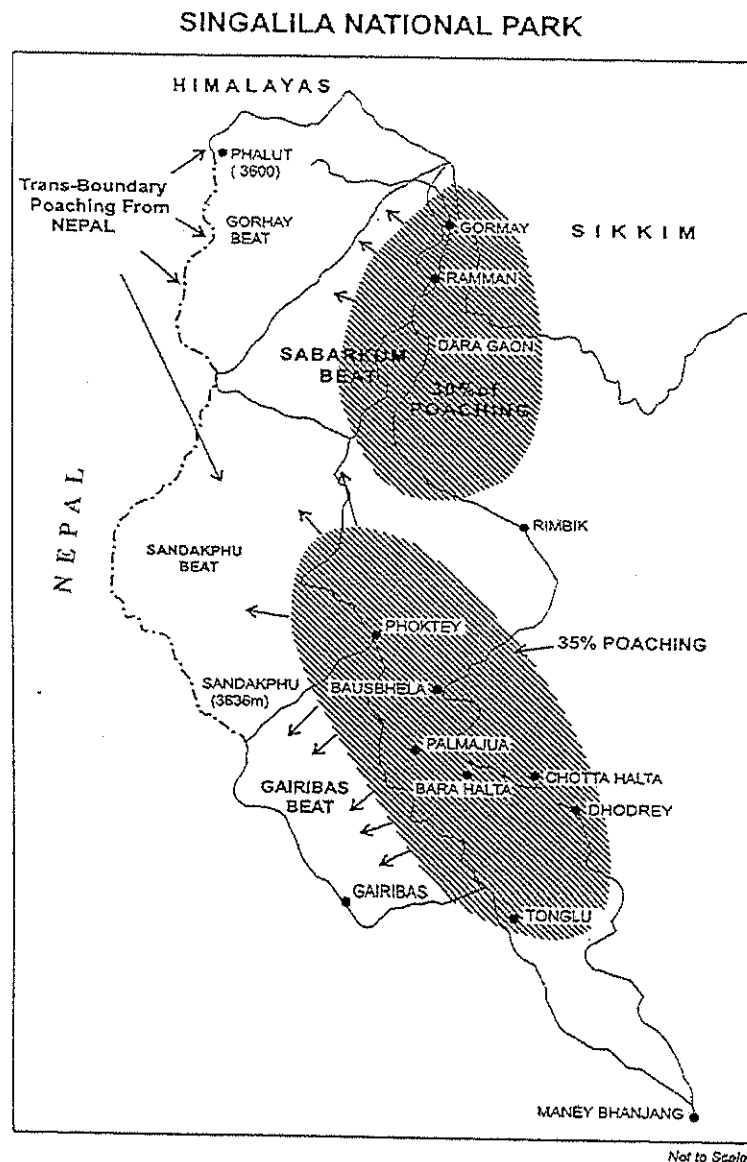 SINGALILA NATIONAL PARK
HIMALAYAS
PHALUT
(3600)
Trans-Boundary
Poaching From
NEPAL
GORHAY
BEAT
GORMAY
SIKKIM
RAMMAN
DARA GAON
SABARKUM
BEAT
30% of
POACHING
NEPAL
RIMBIK
SANDAKPHU
BEAT
PHOKTEY
35% POACHING
SANDAKPHU
(3636m)
BAUSBHELA
PALMAJUA
BARA HALTA
CHOTTA HALTA
DHODREY
GAIRIBAS
BEAT
GAIRIBAS
TONGLU
MANEY BHANJANG
Not to Scale